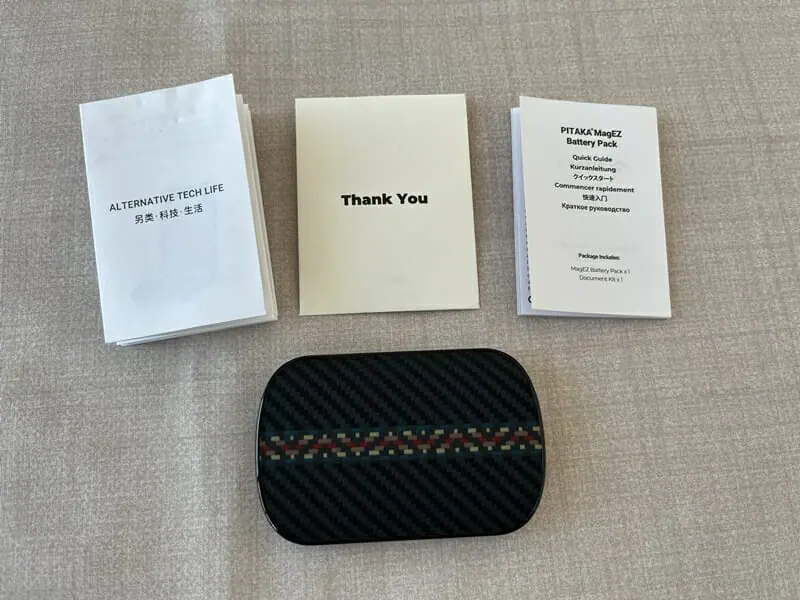 ALTERNATIVE TECH LIFE
另类·科技·生活
Thank You
PITAKA® MagEZ
Battery Pack
Quick Guide
Kurzanleitung
クイックスタート
Commencer rapidement
快速入门
Краткое руководство
Package Includes:
MagEZ Battery Pack x 1
Document Kit x 1